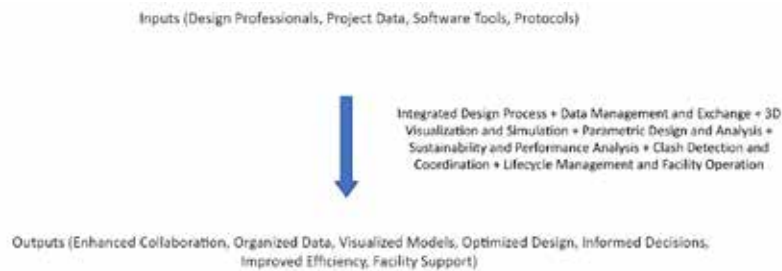 Inputs (Design Professionals, Project Data, Software Tools, Protocols)
Integrated Design Process + Data Management and Exchange + 3D
Visualization and Simulation + Parametric Design and Analysis +
Sustainability and Performance Analysis + Clash Detection and
Coordination + Lifecycle Management and Facility Operation
Outputs (Enhanced Collaboration, Organized Data, Visualized Models, Optimized Design, Informed Decisions,
Improved Efficiency, Facility Support)